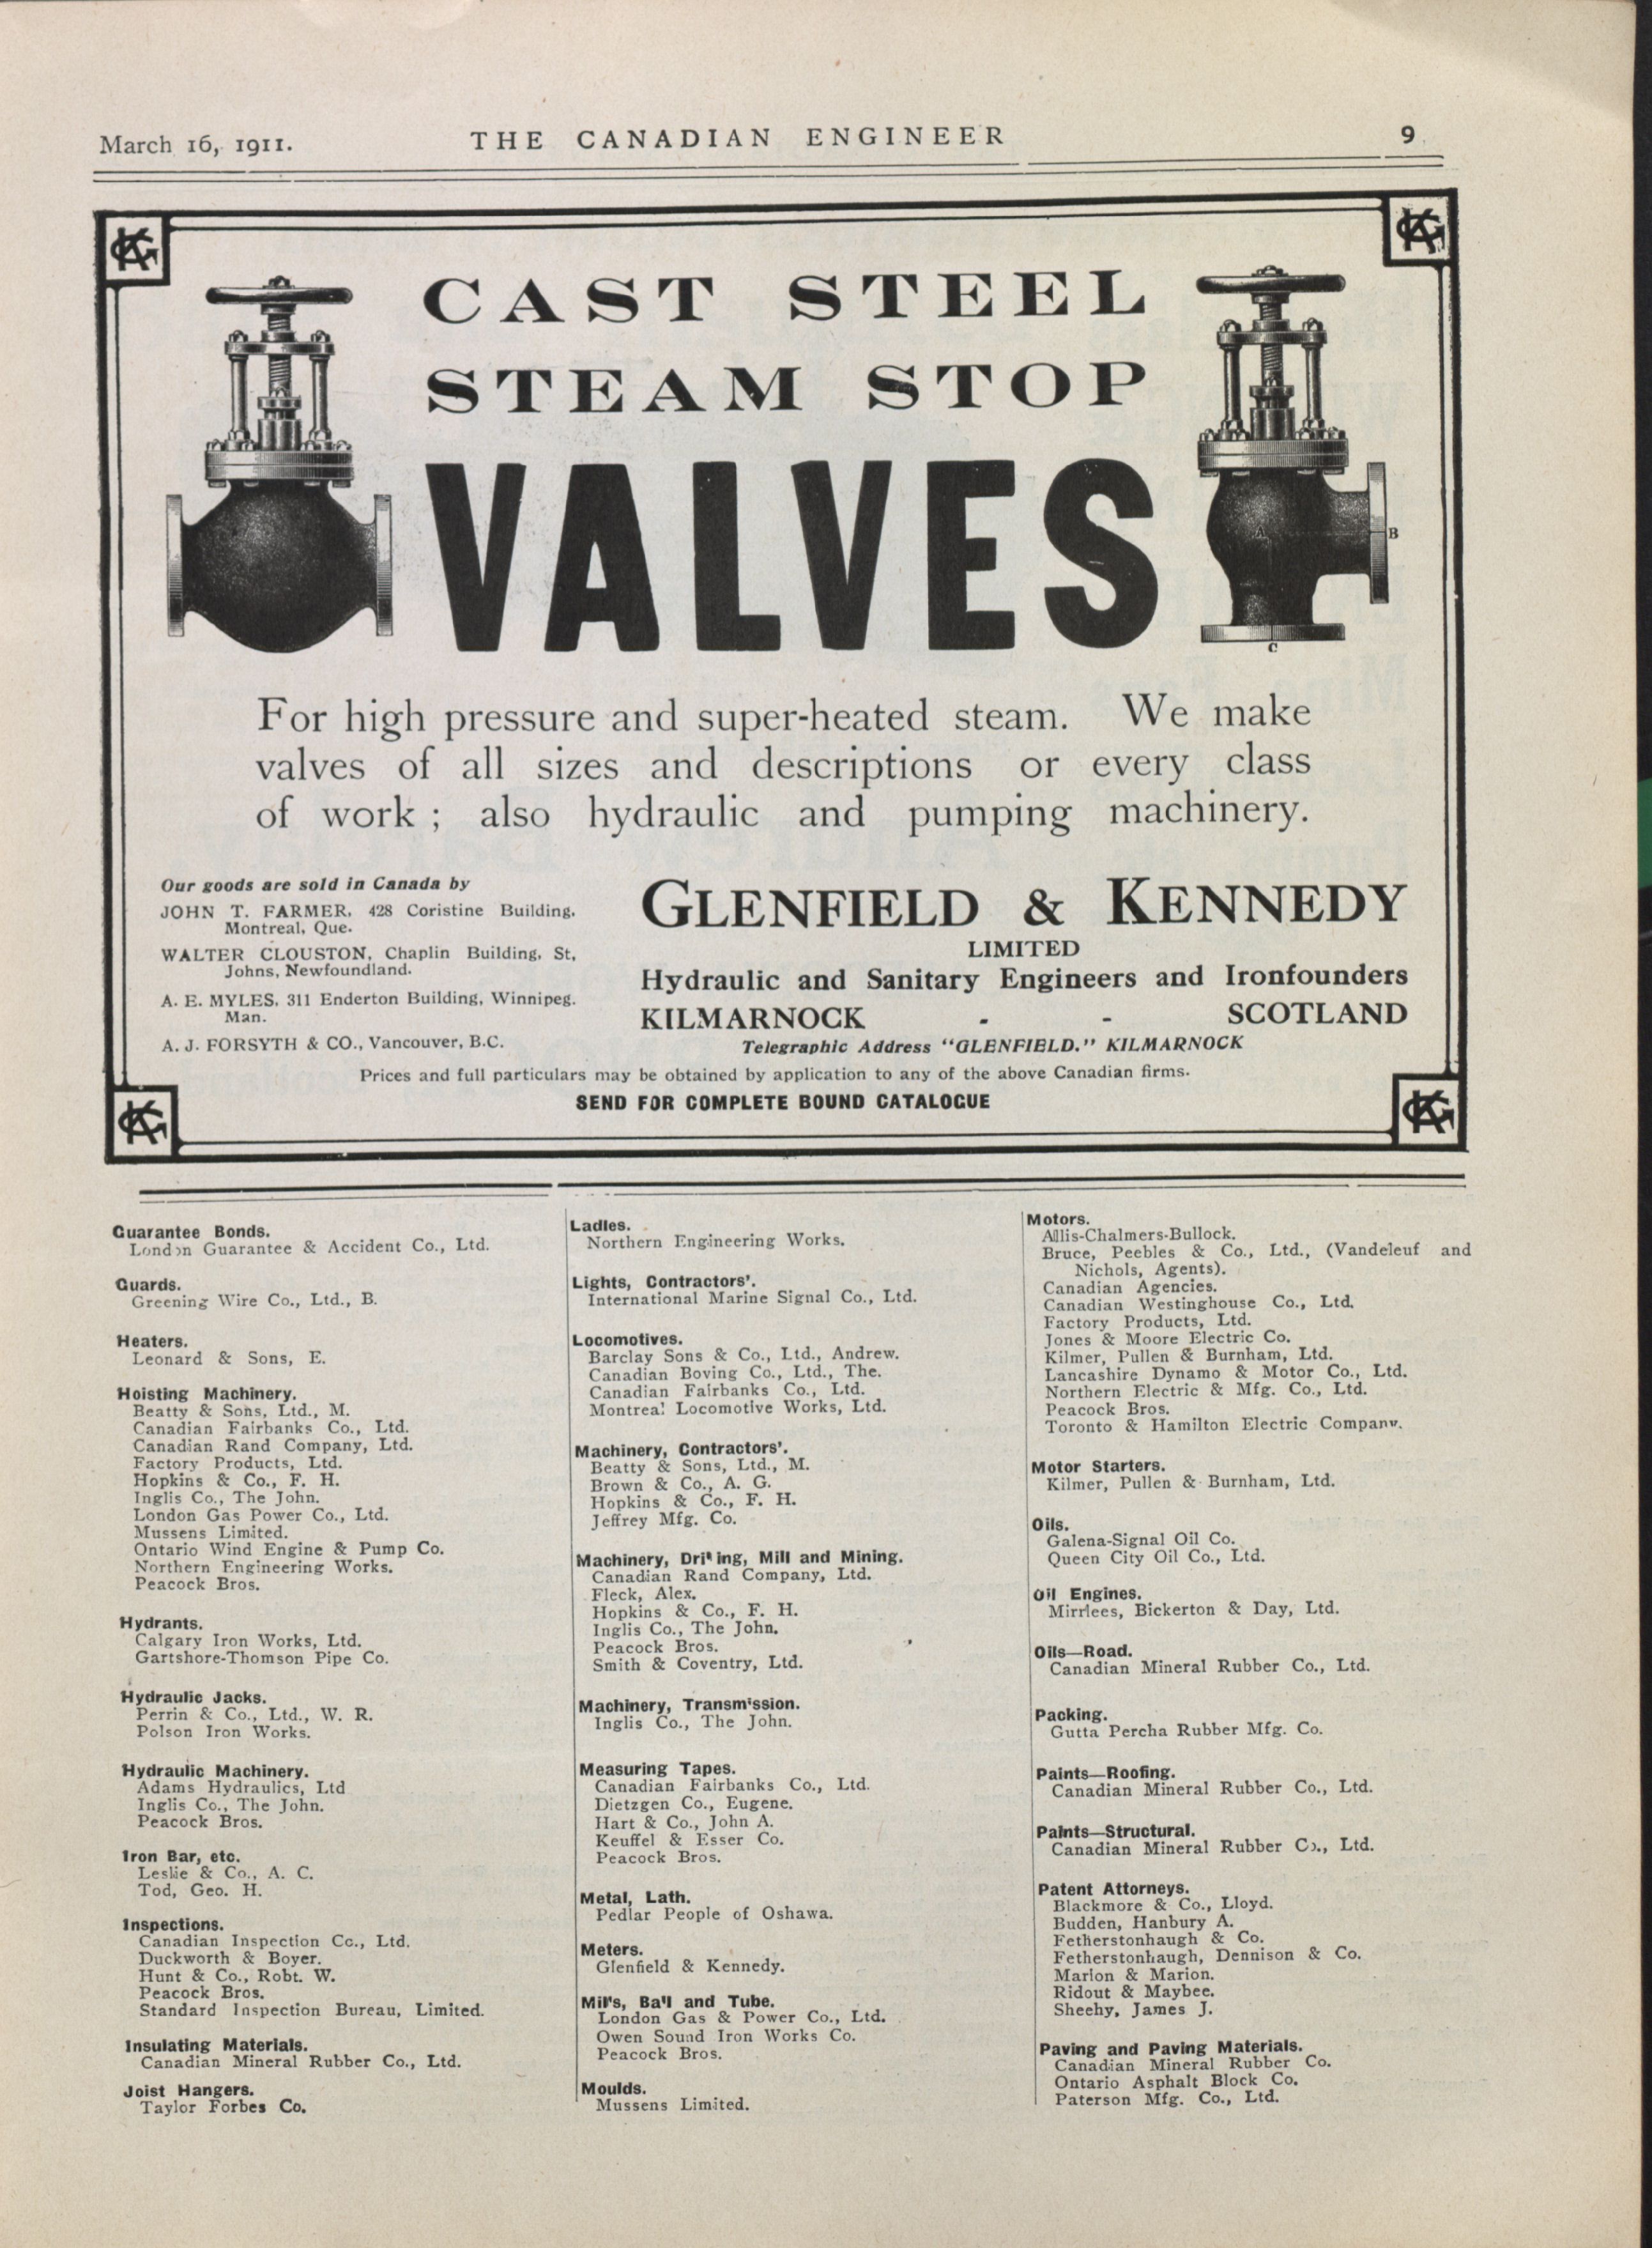 March 16, 1911.
THE CANADIAN ENGINEER
9
CAST STEEL
STEAM STOP
VALVES
A
B
C
For high pressure and super-heated steam. We make
valves of all sizes and descriptions or every class
of work ; also hydraulic and pumping machinery.
Our goods are sold in Canada by
JOHN T. FARMER, 428 Coristine Building,
Montreal, Que.
WALTER CLOUSTON, Chaplin Building, St,
Johns, Newfoundland.
A. E. MYLES, 311 Enderton Building, Winnipeg.
Man.
A. J. FORSYTH & CO., Vancouver, B.C.
GLENFIELD & KENNEDY
LIMITED
Hydraulic and Sanitary Engineers and Ironfounders
KILMARNOCK - - SCOTLAND
Telegraphic Address "GLENFIELD." KILMARNOCK
Prices and full particulars may be obtained by application to any of the above Canadian firms.
SEND FOR COMPLETE BOUND CATALOGUE
Guarantee Bonds.
London Guarantee & Accident Co., Ltd.
Guards.
Greening Wire Co., Ltd., B.
Heaters.
Leonard & Sons, E.
Hoisting Machinery.
Beatty & Sons, Ltd., M.
Canadian Fairbanks Co., Ltd.
Canadian Rand Company, Ltd.
Factory Products, Ltd.
Hopkins & Co., F. H.
Inglis Co., The John.
London Gas Power Co., Ltd.
Mussens Limited.
Ontario Wind Engine & Pump Co.
Northern Engineering Works.
Peacock Bros.
Hydrants.
Calgary Iron Works, Ltd.
Gartshore-Thomson Pipe Co.
Hydraulic Jacks.
Perrin & Co., Ltd., W. R.
Polson Iron Works.
Hydraulic Machinery.
Adams Hydraulics, Ltd
Inglis Co., The John.
Peacock Bros.
Iron Bar, etc.
Leslie & Co., A. C.
Tod, Geo. H.
Inspections.
Canadian Inspection Co., Ltd.
Duckworth & Boyer.
Hunt & Co., Robt. W.
Peacock Bros.
Standard Inspection Bureau, Limited.
Insulating Materials.
Canadian Mineral Rubber Co., Ltd.
Joist Hangers.
Taylor Forbes Co.
Ladles.
Northern Engineering Works.
Lights, Contractors'.
International Marine Signal Co., Ltd.
Locomotives.
Barclay Sons & Co., Ltd., Andrew.
Canadian Boving Co., Ltd., The.
Canadian Fairbanks Co., Ltd.
Montreal Locomotive Works, Ltd.
Machinery, Contractors'.
Beatty & Sons, Ltd., M.
Brown & Co., A. G.
Hopkins & Co., F. H.
Jeffrey Mfg. Co.
Machinery, Drilling, Mill and Mining.
Canadian Rand Company, Ltd.
Fleck, Alex.
Hopkins & Co., F. H.
Inglis Co., The John.
Peacock Bros.
Smith & Coventry, Ltd.
Machinery, Transmission.
Inglis Co., The John.
Measuring Tapes.
Canadian Fairbanks Co., Ltd.
Dietzgen Co., Eugene.
Hart & Co., John A.
Keuffel & Esser Co.
Peacock Bros.
Metal, Lath.
Pedlar People of Oshawa.
Meters.
Glenfield & Kennedy.
Mills, Ball and Tube.
London Gas & Power Co., Ltd.
Owen Sound Iron Works Co.
Peacock Bros.
Moulds.
Mussens Limited.
Motors.
Allis-Chalmers-Bullock.
Bruce, Peebles & Co., Ltd., (Vandeleuf and
Nichols, Agents).
Canadian Agencies.
Canadian Westinghouse Co., Ltd.
Factory Products, Ltd.
Jones & Moore Electric Co.
Kilmer, Pullen & Burnham, Ltd.
Lancashire Dynamo & Motor Co., Ltd.
Northern Electric & Mfg. Co., Ltd.
Peacock Bros.
Toronto & Hamilton Electric Company.
Motor Starters.
Kilmer, Pullen & Burnham, Ltd.
Oils.
Galena-Signal Oil Co.
Queen City Oil Co., Ltd.
Oil Engines.
Mirrlees, Bickerton & Day, Ltd.
Oils—Road.
Canadian Mineral Rubber Co., Ltd.
Packing.
Gutta Percha Rubber Mfg. Co.
Paints—Roofing.
Canadian Mineral Rubber Co., Ltd.
Paints—Structural.
Canadian Mineral Rubber Co., Ltd.
Patent Attorneys.
Blackmore & Co., Lloyd.
Budden, Hanbury A.
Fetherstonhaugh & Co.
Fetherstonhaugh, Dennison & Co.
Marion & Marion.
Ridout & Maybee.
Sheehy, James J.
Paving and Paving Materials.
Canadian Mineral Rubber Co.
Ontario Asphalt Block Co.
Paterson Mfg. Co., Ltd.